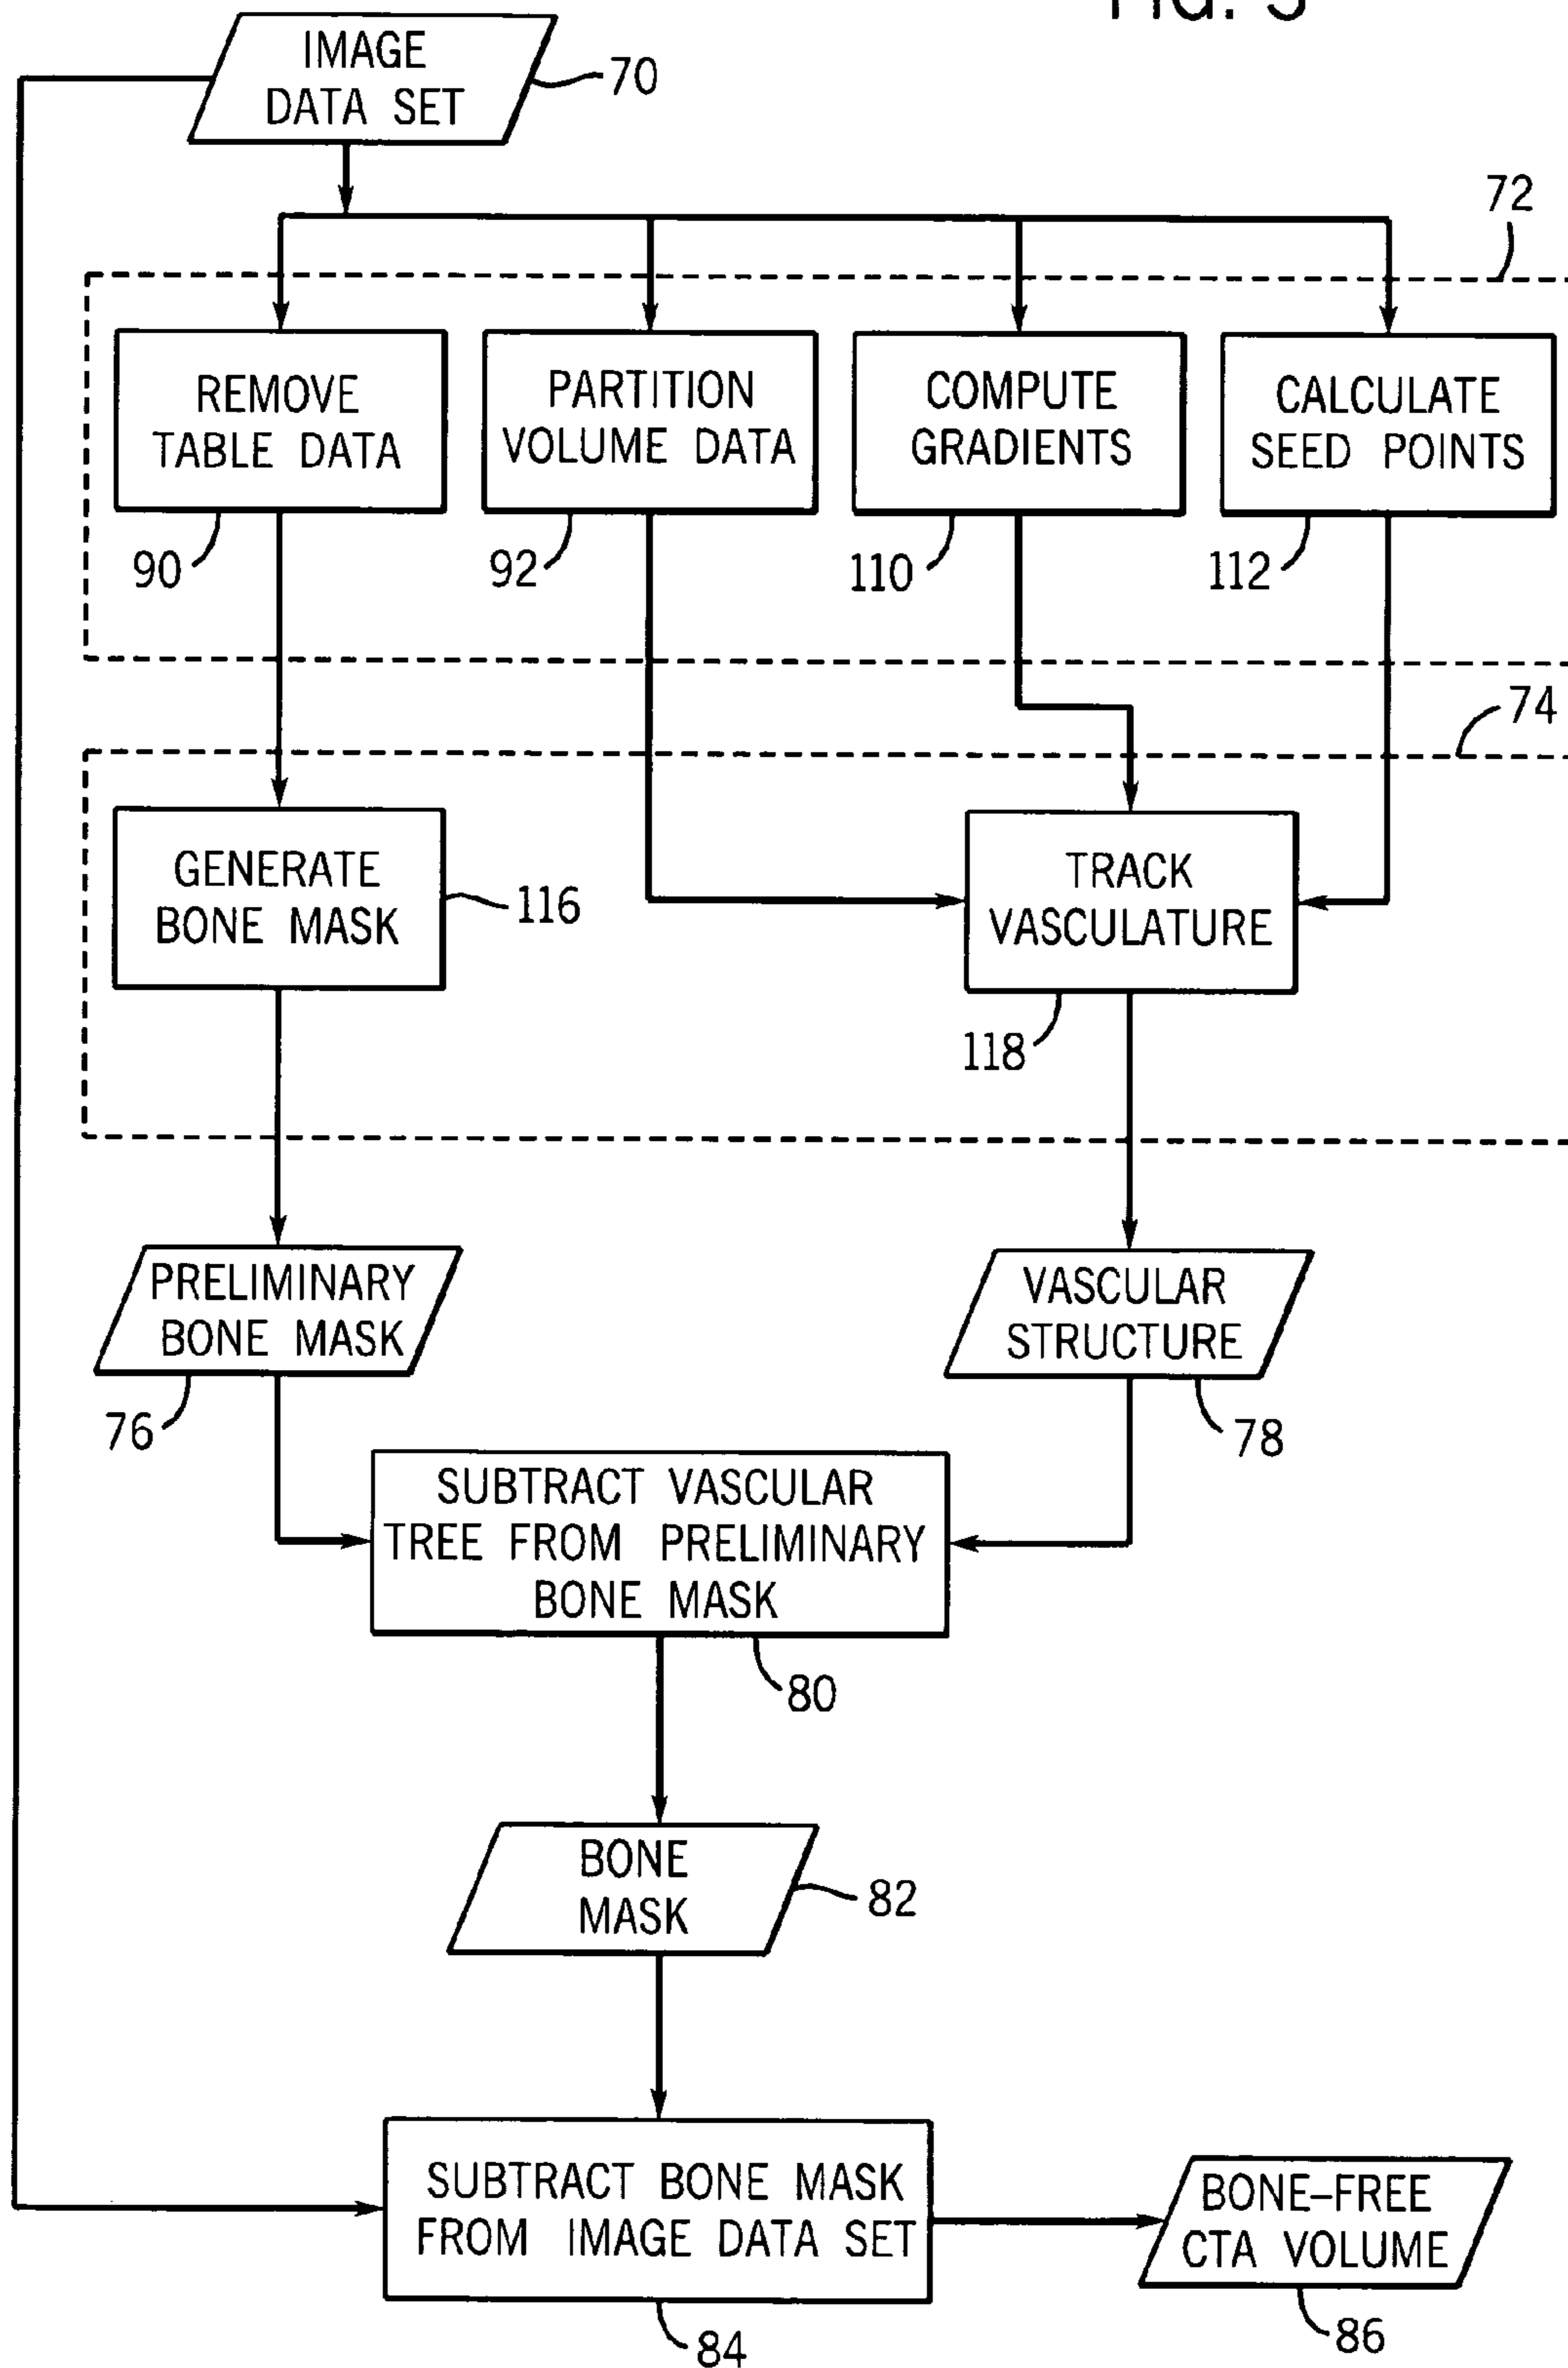 FIG.
IMAGE
DATA SET
70
72
REMOVE
TABLE DATA
PARTITION
VOLUME DATA
COMPUTE
GRADIENTS
CALCULATE
SEED POINTS
90
92
110
112
74
GENERATE
BONE MASK
116
TRACK
VASCULATURE
118
PRELIMINARY
BONE MASK
VASCULAR
STRUCTURE
76
78
SUBTRACT VASCULAR
TREE FROM PRELIMINARY
BONE MASK
80
BONE
MASK
82
SUBTRACT BONE MASK
FROM IMAGE DATA SET
BONE–FREE
CTA VOLUME
84
86